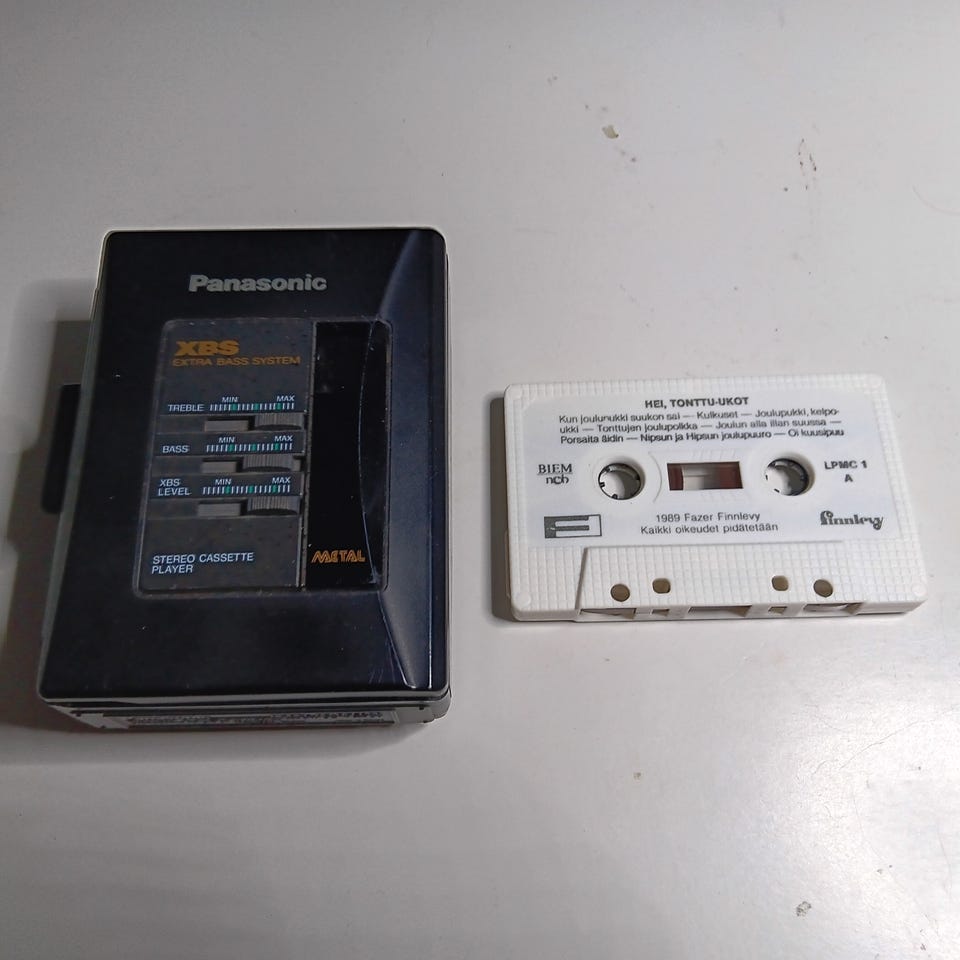 Panasonic
XBS
EXTRA BASS SYSTEM
MIN MAX
TREBLE
MIN MAX
BASS
MIN MAX
XBS
LEVEL
STEREO CASSETTE
PLAYER
METAL
HEI, TONTTU-UKOT
Kun joulupukki suukon sai — Kulkuset — Joulupukki, kelpo-
ukki — Tonttujen joulupolkka — Joulun alla illan suussa —
Porsaita äidin — Nipsun ja Hipsun joulupuuro — Oi kuusipuu
BIEM
ncb
LPMC 1
A
1989 Fazer Finnlevy
Kaikki oikeudet pidätetään
finnlevy